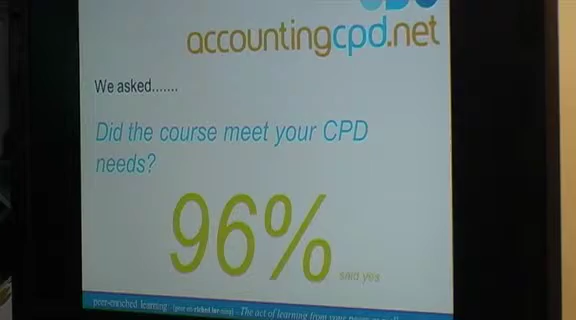 accountingcpd.net
We asked.......
Did the course meet your CPD
needs?
96%
said yes
peer-enriched learning
The act of learning from your